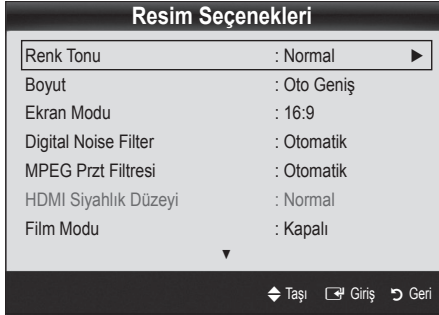 Resim Seçenekleri
Renk Tonu : Normal ►
Boyut : Oto Geniş
Ekran Modu : 16:9
Digital Noise Filter : Otomatik
MPEG Przt Filtresi : Otomatik
HDMI Siyahlık Düzeyi : Normal
Film Modu : Kapalı
▼
Taşı Giriş Geri